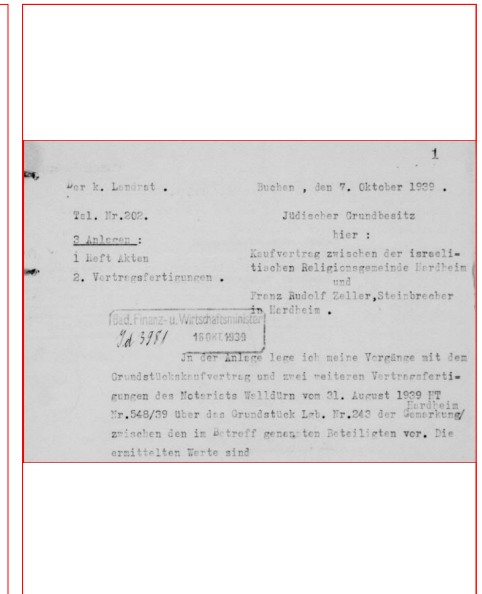 1
Der k. Landrat .
Buchen , den 7. Oktober 1939 .
Tel. Nr.202.
Jüdischer Grundbesitz
hier :
3 Anlagen :
1 Heft Akten
2. Vertragsfertigungen .
Kaufvertrag zwischen der israeli-
tischen Religionsgemeinde Hardheim
und
Franz Rudolf Zeller,Steinbrecher
in Hardheim .
Bad. Finanz- u. Wirtschaftsminister
16 OKT 1939
In der Anlage lege ich meine Vorgänge mit dem
Grundstückskaufvertrag und zwei weiteren Vertragsferti-
gungen des Notariats Walldürn vom 31. August 1939 HT
Nr.548/39 über das Grundstück Lgb. Nr.243 der Gemarkung/
Hardheim
zwischen den im Betreff genannten Beteiligten vor. Die
ermittelten Werte sind